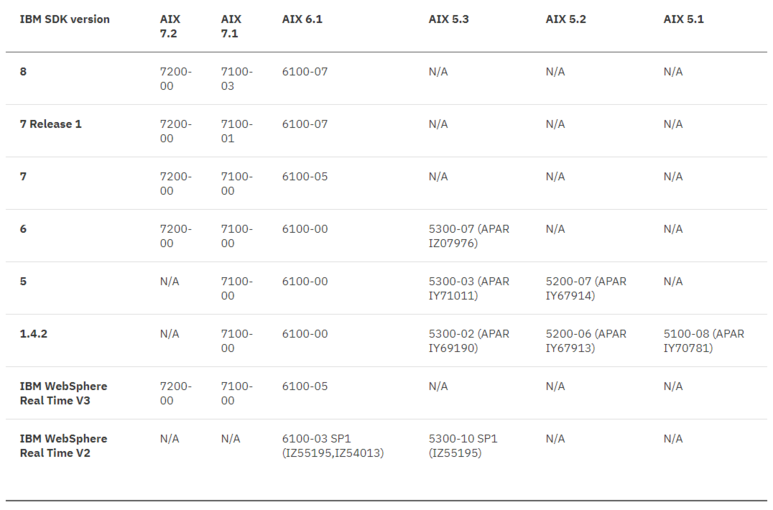 IBM SDK version AIX 7.2 AIX 7.1 AIX 6.1 AIX 5.3 AIX 5.2 AIX 5.1
8 7200-00 7100-03 6100-07 N/A N/A N/A
7 Release 1 7200-00 7100-01 6100-07 N/A N/A N/A
7 7200-00 7100-00 6100-05 N/A N/A N/A
6 7200-00 7100-00 6100-00 5300-07 (APAR IZ07976) N/A N/A
5 N/A 7100-00 6100-00 5300-03 (APAR IY71011) 5200-07 (APAR IY67914) N/A
1.4.2 N/A 7100-00 6100-00 5300-02 (APAR IY69190) 5200-06 (APAR IY67913) 5100-08 (APAR IY70781)
IBM WebSphere Real Time V3 7200-00 7100-00 6100-05 N/A N/A N/A
IBM WebSphere Real Time V2 N/A N/A 6100-03 SP1 (IZ55195,IZ54013) 5300-10 SP1 (IZ55195) N/A N/A